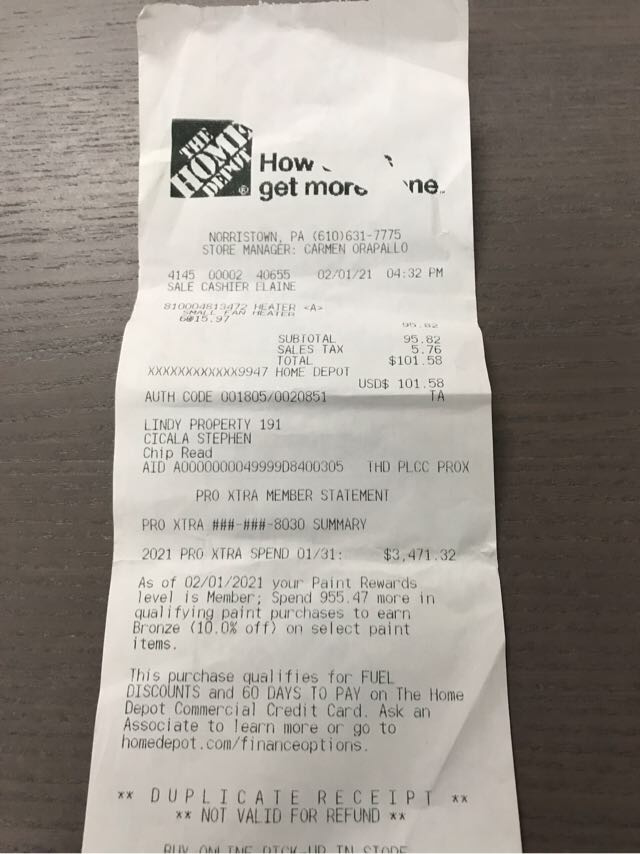 THE
HOME
DEPOT
How
get more
NORRISTOWN, PA (610)631-7775
STORE MANAGER: CARMEN ORAPALLO
4145 00002 40655 02/01/21 04:32 PM
SALE CASHIER ELAINE
810004813472 HEATER <A>
SMALL FAN HEATER
6@15.97 95.82
SUBTOTAL 95.82
SALES TAX 5.76
TOTAL $101.58
XXXXXXXXXXXX9947 HOME DEPOT
USD$ 101.58
AUTH CODE 001805/0020851 TA
LINDY PROPERTY 191
CICALA STEPHEN
Chip Read
AID A0000000049999D8400305 THD PLCC PROX
PRO XTRA MEMBER STATEMENT
PRO XTRA ###-###-8030 SUMMARY
2021 PRO XTRA SPEND 01/31: $3,471.32
As of 02/01/2021 your Paint Rewards
level is Member; Spend 955.47 more in
qualifying paint purchases to earn
Bronze (10.0% off) on select paint
items.
This purchase qualifies for FUEL
DISCOUNTS and 60 DAYS TO PAY on The Home
Depot Commercial Credit Card. Ask an
Associate to learn more or go to
homedepot.com/financeoptions.
** DUPLICATE RECEIPT **
** NOT VALID FOR REFUND **
BUY ONLINE PICK-UP IN STORE